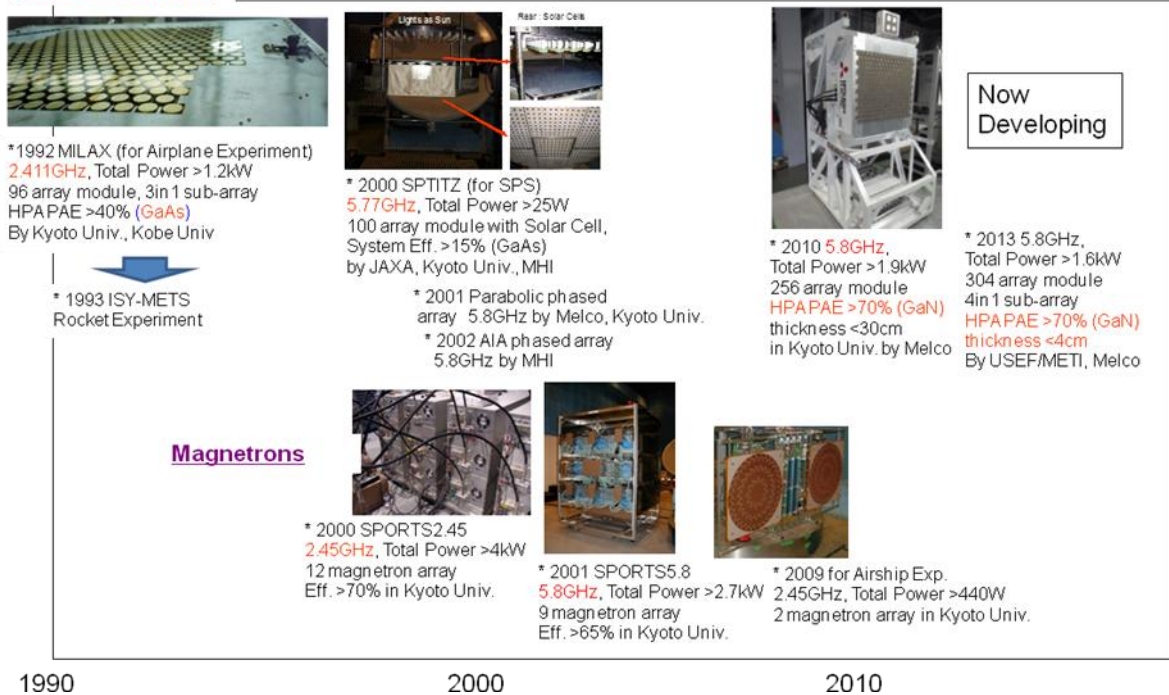 Lights as Sun
Rear : Solar Cells
Now
Developing
*1992 MILAX (for Airplane Experiment)
2.411GHz, Total Power >1.2kW
96 array module, 3in1 sub-array
HPA PAE >40% (GaAs)
By Kyoto Univ., Kobe Univ
* 1993 ISY-METS
Rocket Experiment
* 2000 SPTITZ (for SPS)
5.77GHz, Total Power >25W
100 array module with Solar Cell,
System Eff. >15% (GaAs)
by JAXA, Kyoto Univ., MHI
* 2001 Parabolic phased
array 5.8GHz by Melco, Kyoto Univ.
* 2002 AIA phased array
5.8GHz by MHI
* 2010 5.8GHz,
Total Power >1.9kW
256 array module
HPA PAE >70% (GaN)
thickness <30cm
in Kyoto Univ. by Melco
* 2013 5.8GHz,
Total Power >1.6kW
304 array module
4in1 sub-array
HPA PAE >70% (GaN)
thickness <4cm
By USEF/METI, Melco
Magnetrons
* 2000 SPORTS2.45
2.45GHz, Total Power >4kW
12 magnetron array
Eff. >70% in Kyoto Univ.
* 2001 SPORTS5.8
5.8GHz, Total Power >2.7kW
9 magnetron array
Eff. >65% in Kyoto Univ.
* 2009 for Airship Exp.
2.45GHz, Total Power >440W
2 magnetron array in Kyoto Univ.
1990
2000
2010